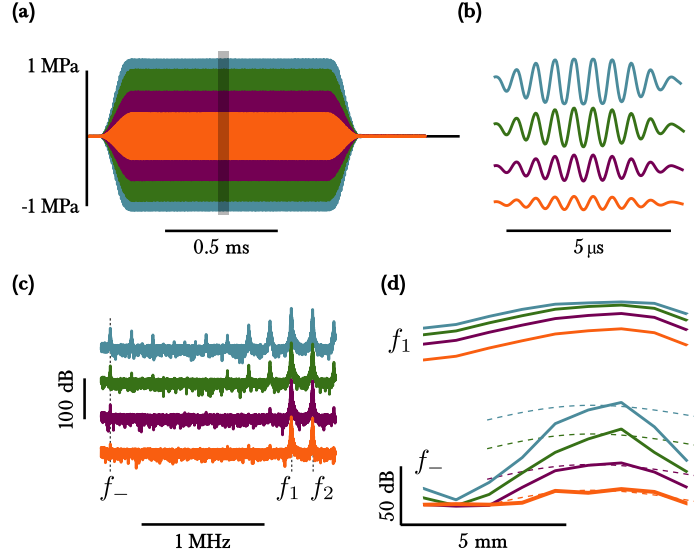 (a)
(b)
1 MPa
-1 MPa
0.5 ms
5 µs
(c)
(d)
100 dB
f₋
f₁
f₂
1 MHz
f₁
f₋
50 dB
5 mm